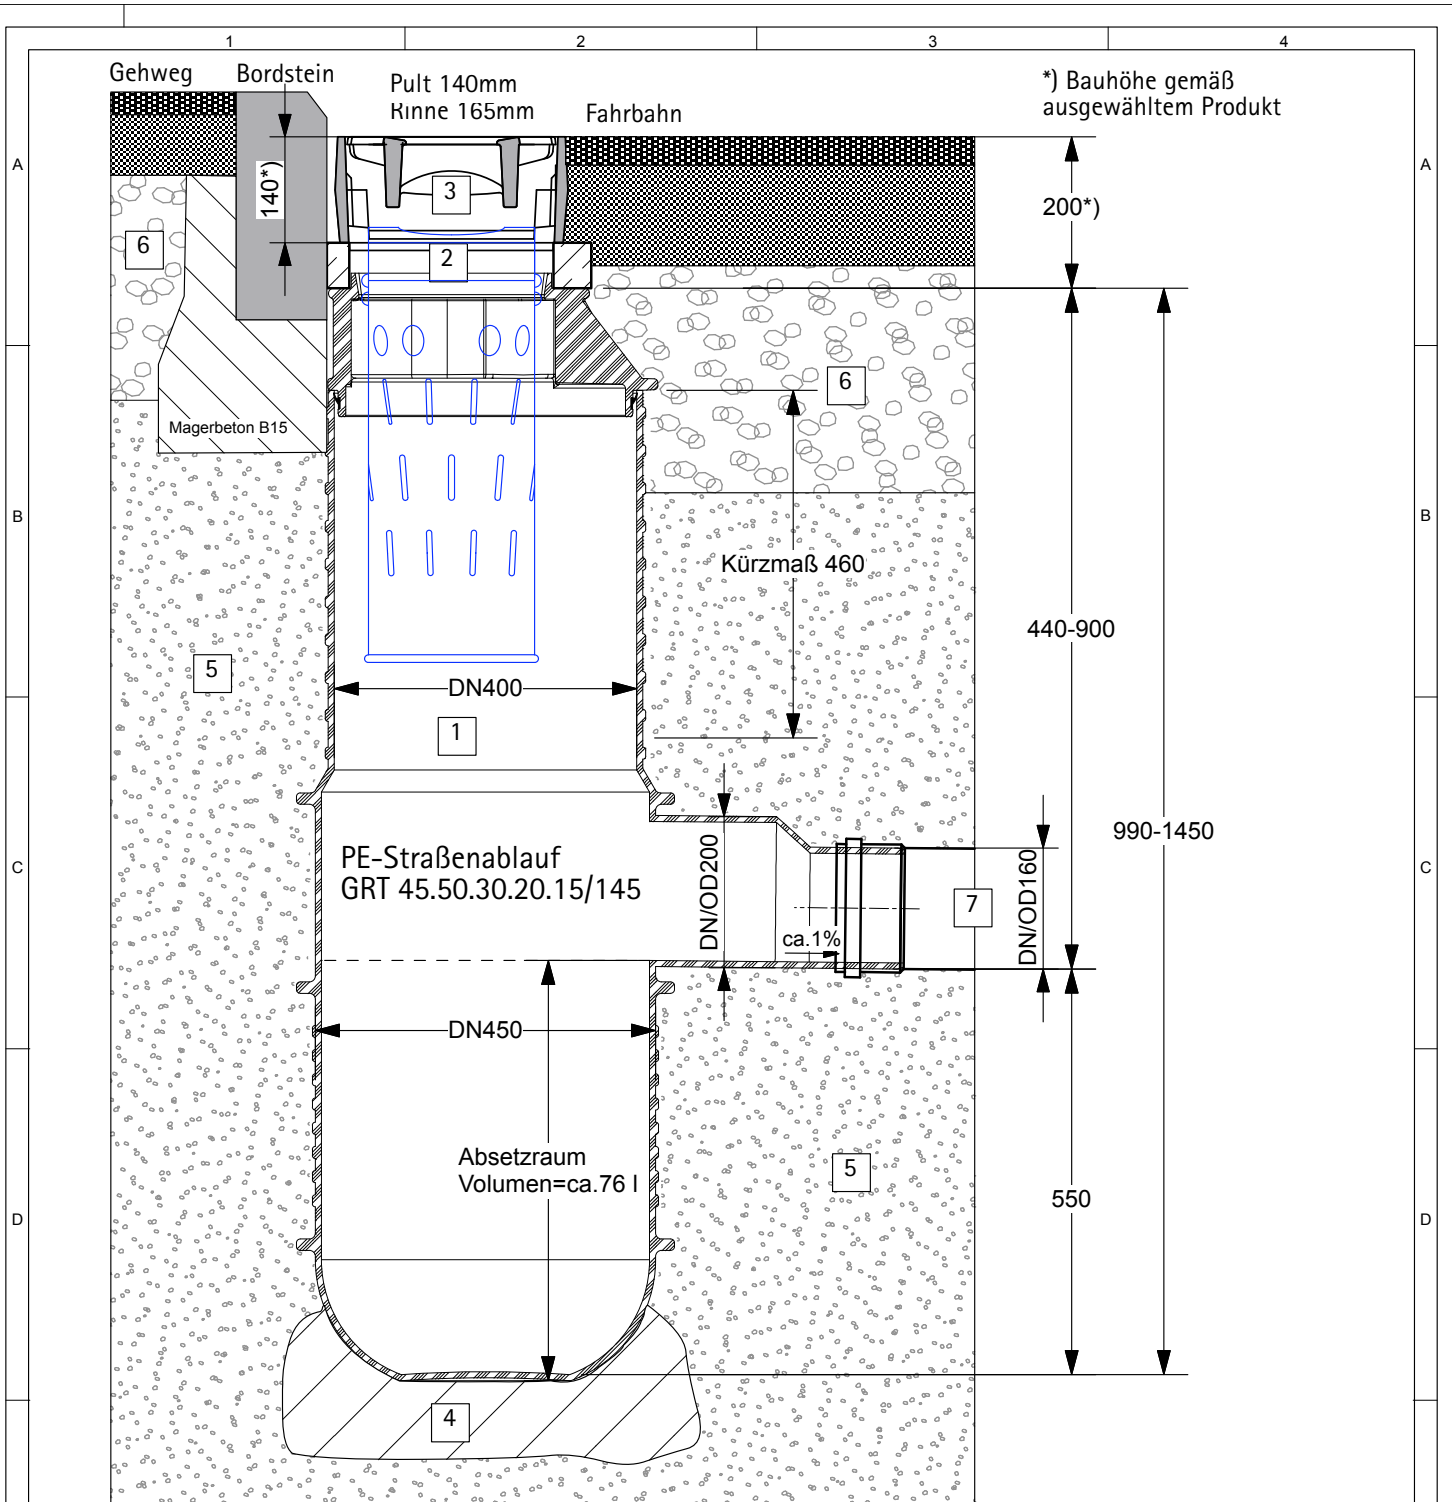 1
2
3
4
Gehweg
Bordstein
Pult 140mm
Rinne 165mm
Fahrbahn
*) Bauhöhe gemäß
ausgewähltem Produkt
A
A
140*)
3
200*)
6
2
6
Magerbeton B15
B
B
Kürzmaß 460
440-900
5
DN400
1
990-1450
PE-Straßenablauf
GRT 45.50.30.20.15/145
DN/OD200
ca.1%
7
DN/OD160
C
C
DN450
Absetzraum
Volumen=ca.76 l
5
550
D
D
4